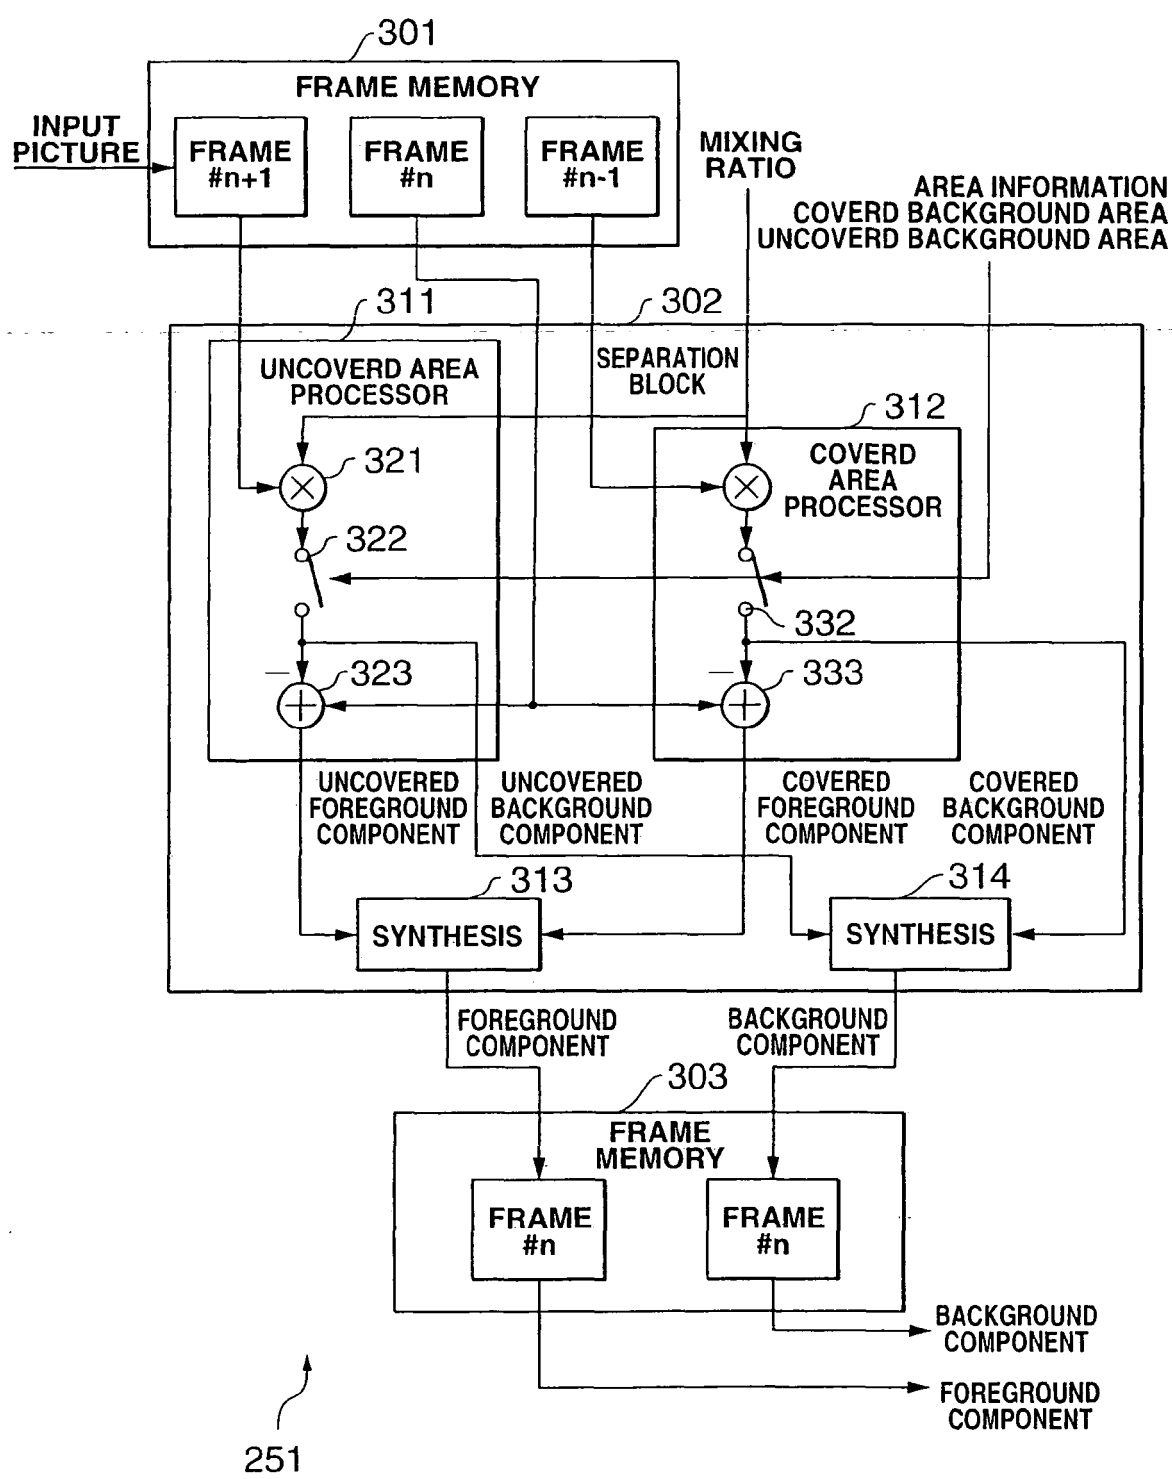 301
FRAME MEMORY
INPUT
PICTURE
FRAME
#n+1
FRAME
#n
FRAME
#n-1
MIXING
RATIO
AREA INFORMATION
COVERD BACKGROUND AREA
UNCOVERD BACKGROUND AREA
311
302
UNCOVERD AREA
PROCESSOR
SEPARATION
BLOCK
312
COVERD
AREA
PROCESSOR
321
322
332
323
333
UNCOVERED
FOREGROUND
COMPONENT
UNCOVERED
BACKGROUND
COMPONENT
COVERED
FOREGROUND
COMPONENT
COVERED
BACKGROUND
COMPONENT
313
SYNTHESIS
314
SYNTHESIS
FOREGROUND
COMPONENT
BACKGROUND
COMPONENT
303
FRAME
MEMORY
FRAME
#n
FRAME
#n
BACKGROUND
COMPONENT
FOREGROUND
COMPONENT
251